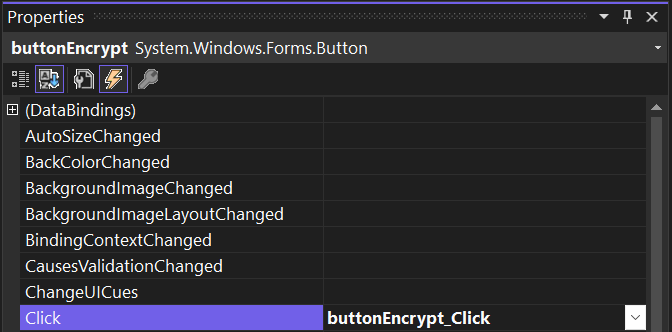 Properties
buttonEncrypt System.Windows.Forms.Button
(DataBindings)
AutoSizeChanged
BackColorChanged
BackgroundImageChanged
BackgroundImageLayoutChanged
BindingContextChanged
CausesValidationChanged
ChangeUICues
Click buttonEncrypt_Click